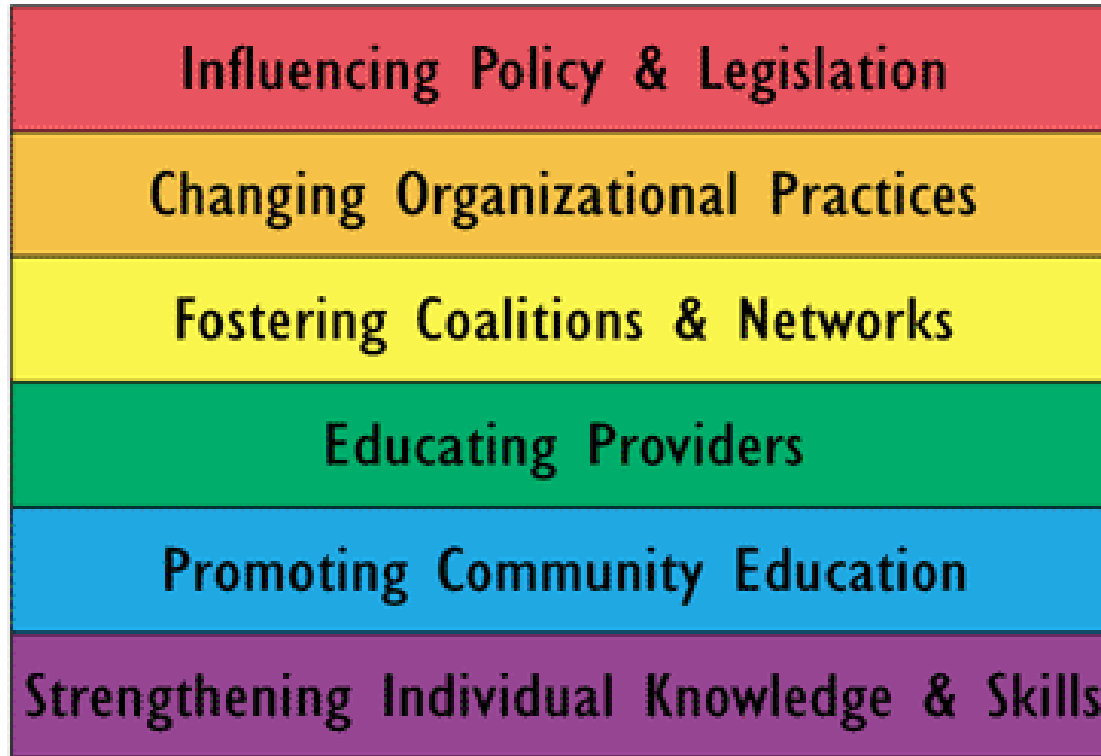 Influencing Policy & Legislation
Changing Organizational Practices
Fostering Coalitions & Networks
Educating Providers
Promoting Community Education
Strengthening Individual Knowledge & Skills